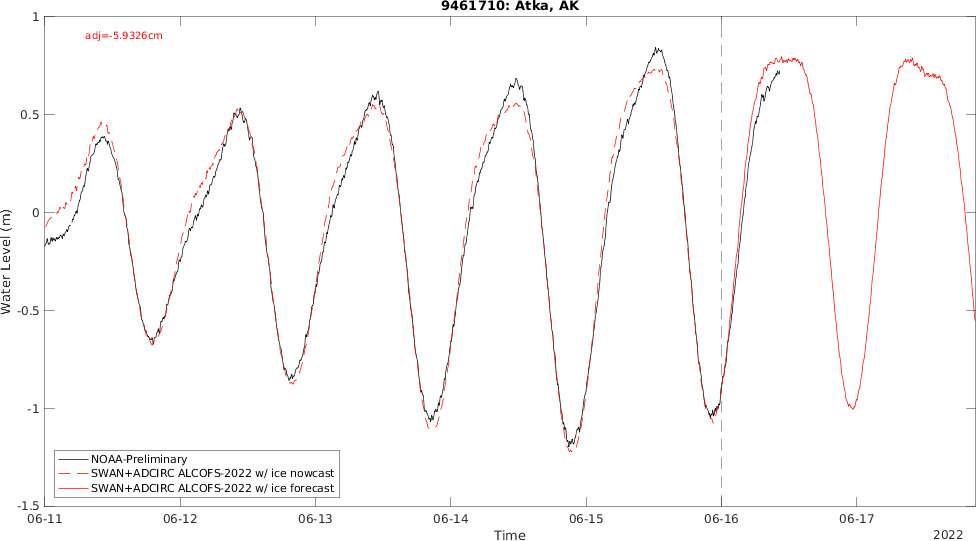 9461710: Atka, AK
adj=-5.9326cm
1
0.5
0
-0.5
-1
-1.5
Water Level (m)
NOAA-Preliminary
SWAN+ADCIRC ALCOFS-2022 w/ ice nowcast
SWAN+ADCIRC ALCOFS-2022 w/ ice forecast
06-11 06-12 06-13 06-14 06-15 06-16 06-17
Time
2022